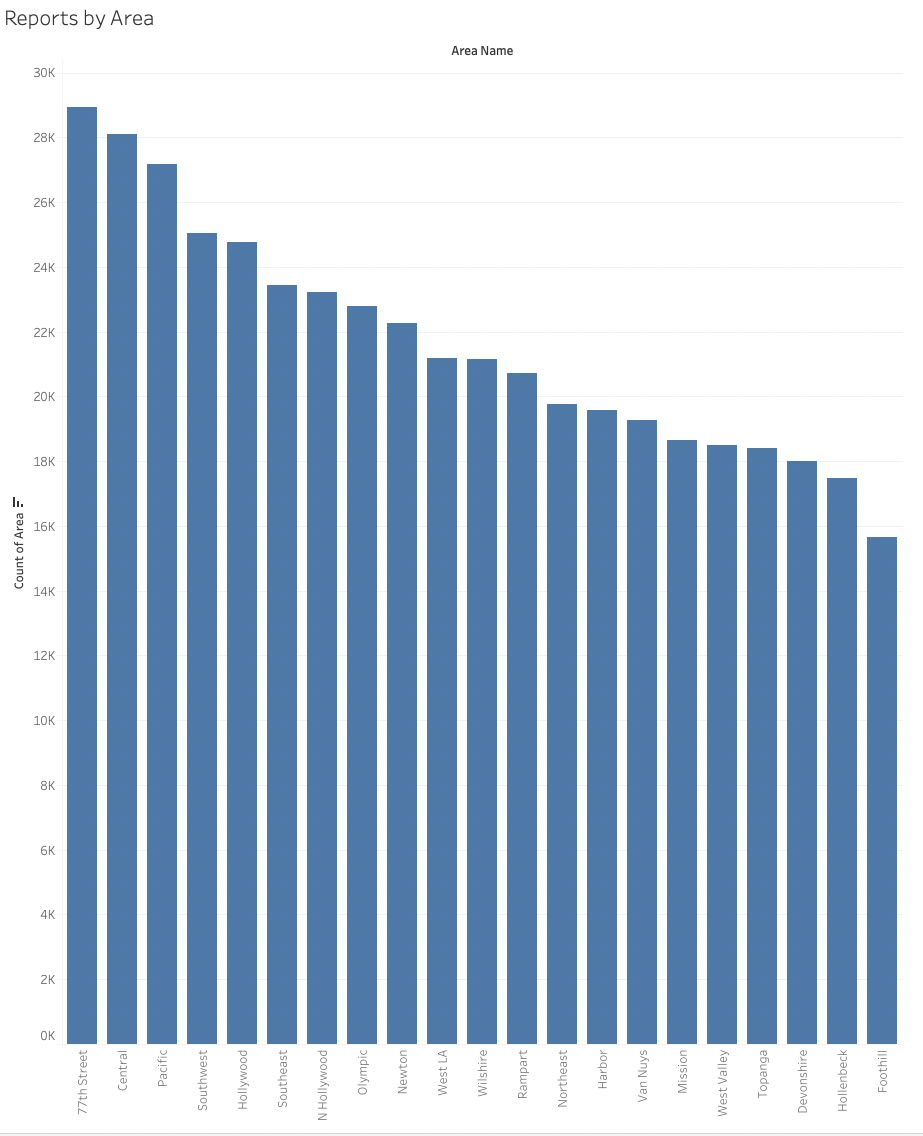 Reports by Area
Area Name
30K
28K
26K
24K
22K
20K
18K
16K
14K
12K
10K
8K
6K
4K
2K
0K
Count of Area
77th Street
Central
Pacific
Southwest
Hollywood
Southeast
N Hollywood
Olympic
Newton
West LA
Wilshire
Rampart
Northeast
Harbor
Van Nuys
Mission
West Valley
Topanga
Devonshire
Hollenbeck
Foothill